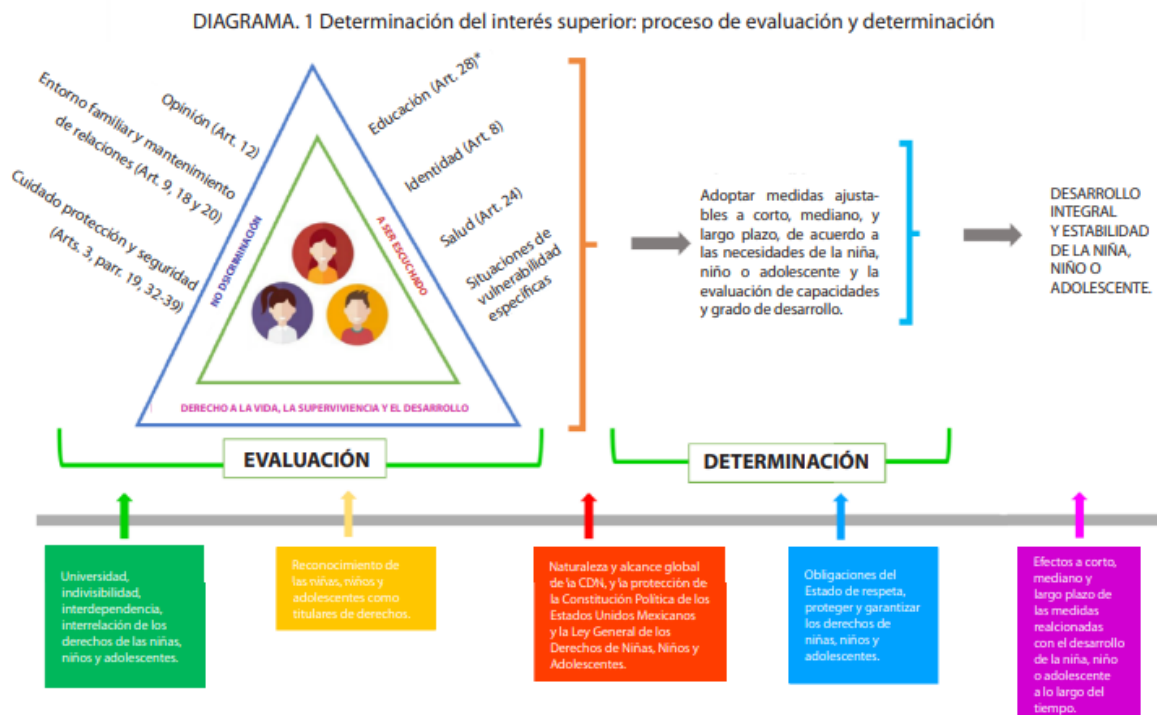 DIAGRAMA. 1 Determinación del interés superior: proceso de evaluación y determinación
Opinión (Art. 12)
Entorno familiar y mantenimiento
de relaciones (Art. 9, 18 y 20)
Cuidado protección y seguridad
(Arts. 3, parr. 19, 32-39)
Educación (Art. 28)*
Identidad (Art. 8)
Salud (Art. 24)
Situaciones de
vulnerabilidad
específicas
NO DSICRIMINACIÓN
A SER ESCUCHADO
DERECHO A LA VIDA, LA SUPERVIVIENCIA Y EL DESARROLLO
Adoptar medidas ajusta-
bles a corto, mediano, y
largo plazo, de acuerdo a
las necesidades de la niña,
niño o adolescente y la
evaluación de capacidades
y grado de desarrollo.
DESARROLLO
INTEGRAL
Y ESTABILIDAD
DE LA NIÑA,
NIÑO O
ADOLESCENTE.
EVALUACIÓN
DETERMINACIÓN
Universidad,
indivisibilidad,
interdependencia,
interrelación de los
derechos de las niñas,
niños y adolescentes.
Reconocimiento de
las niñas, niños y
adolescentes como
titulares de derechos.
Naturaleza y alcance global
de la CDN, y la protección de
la Constitución Política de los
Estados Unidos Mexicanos
y la Ley General de los
Derechos de Niñas, Niños y
Adolescentes.
Obligaciones del
Estado de respeta,
proteger y garantizar
los derechos de
niñas, niños y
adolescentes.
Efectos a corto,
mediano y
largo plazo de
las medidas
realcionadas
con el desarrollo
de la niña, niño
o adolescente
a lo largo del
tiempo.